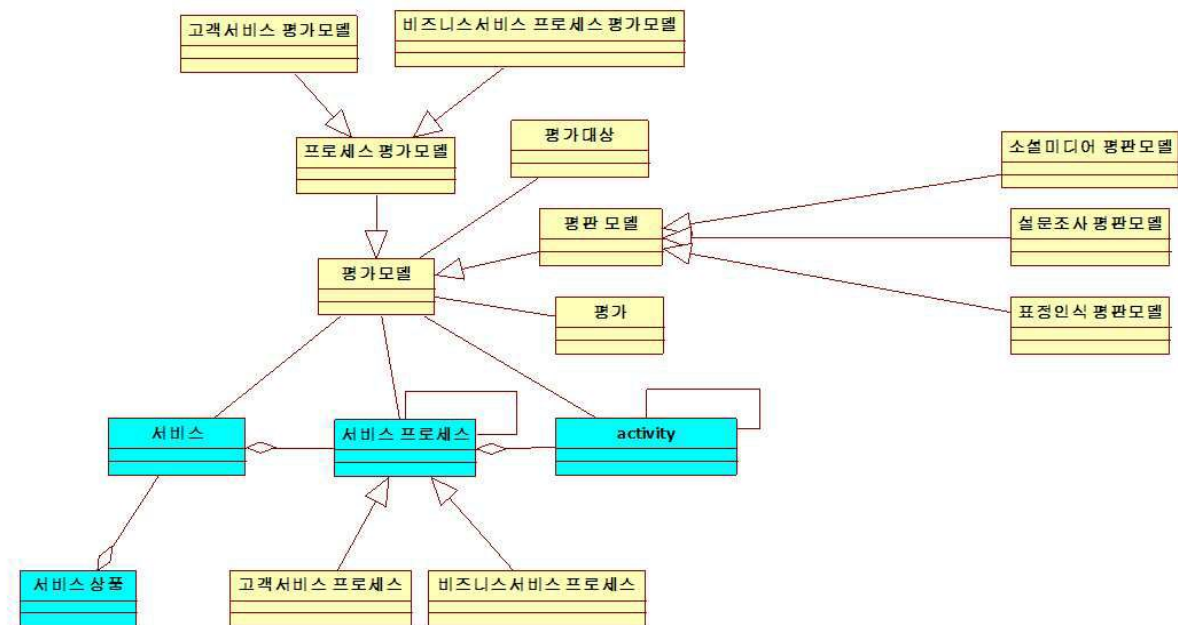 고객서비스 평가모델
비즈니스서비스 프로세스 평가모델
프로세스 평가모델
평가대상
소셜미디어 평판모델
평판 모델
설문조사 평판모델
평가모델
평가
표정인식 평판모델
서비스
서비스 프로세스
activity
서비스 상품
고객서비스 프로세스
비즈니스서비스 프로세스